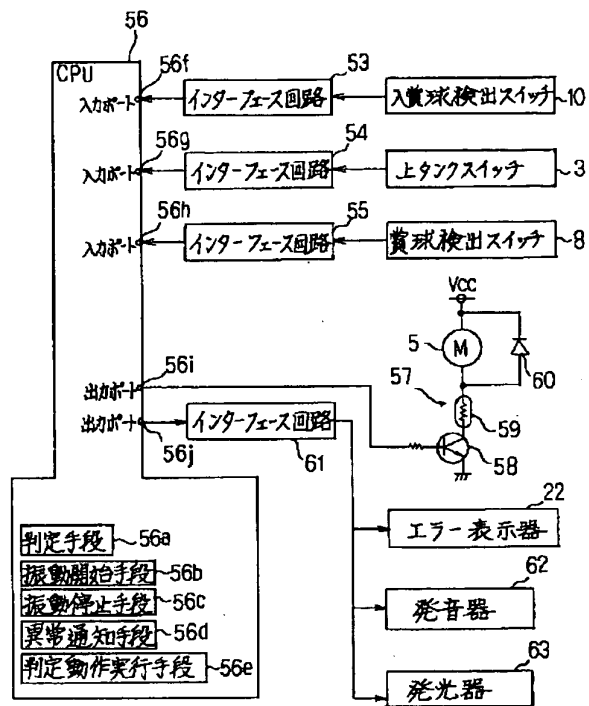 56
CPU
56f
53
入力ポート
インターフェース回路
入賞球検出スイッチ
10
56g
54
入力ポート
インターフェース回路
上タンクスイッチ
3
56h
55
入力ポート
インターフェース回路
賞球検出スイッチ
8
Vcc
5
M
60
57
59
58
56i
出力ポート
出力ポート
56j
インターフェース回路
61
22
エラー表示器
62
発音器
63
発光器
判定手段
56a
振動開始手段
56b
振動停止手段
56c
異常通知手段
56d
判定動作実行手段
56e